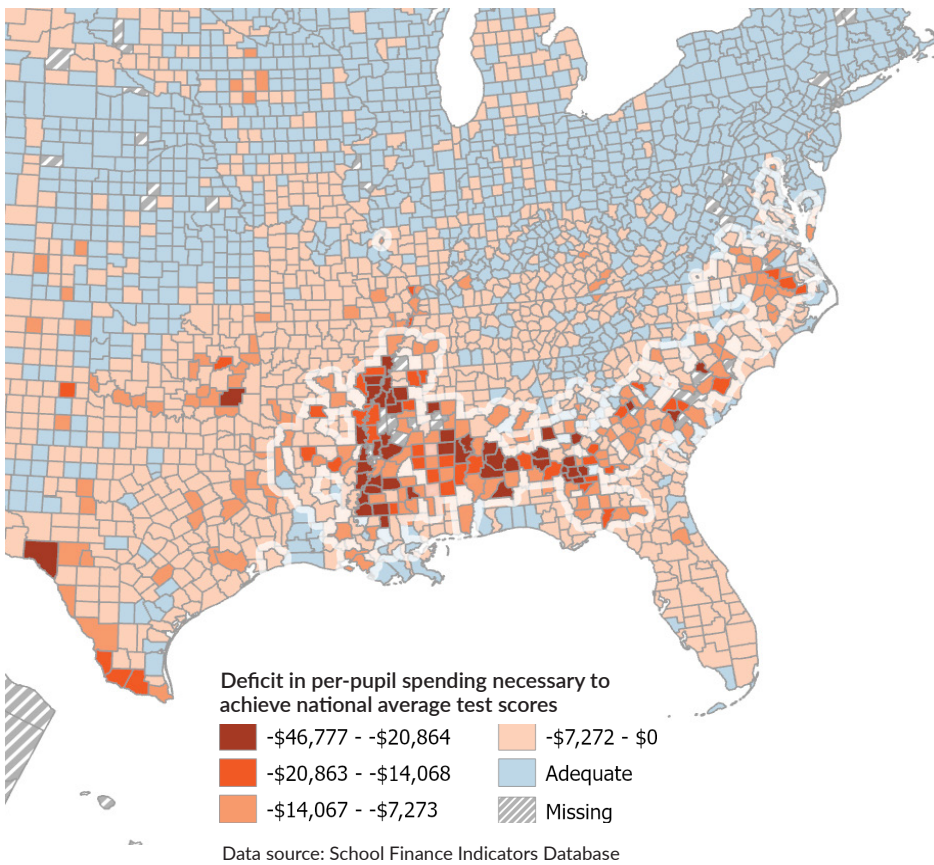 Deficit in per-pupil spending necessary to
achieve national average test scores
-$46,777 - -$20,864
-$20,863 - -$14,068
-$14,067 - -$7,273
-$7,272 - $0
Adequate
Missing
Data source: School Finance Indicators Database